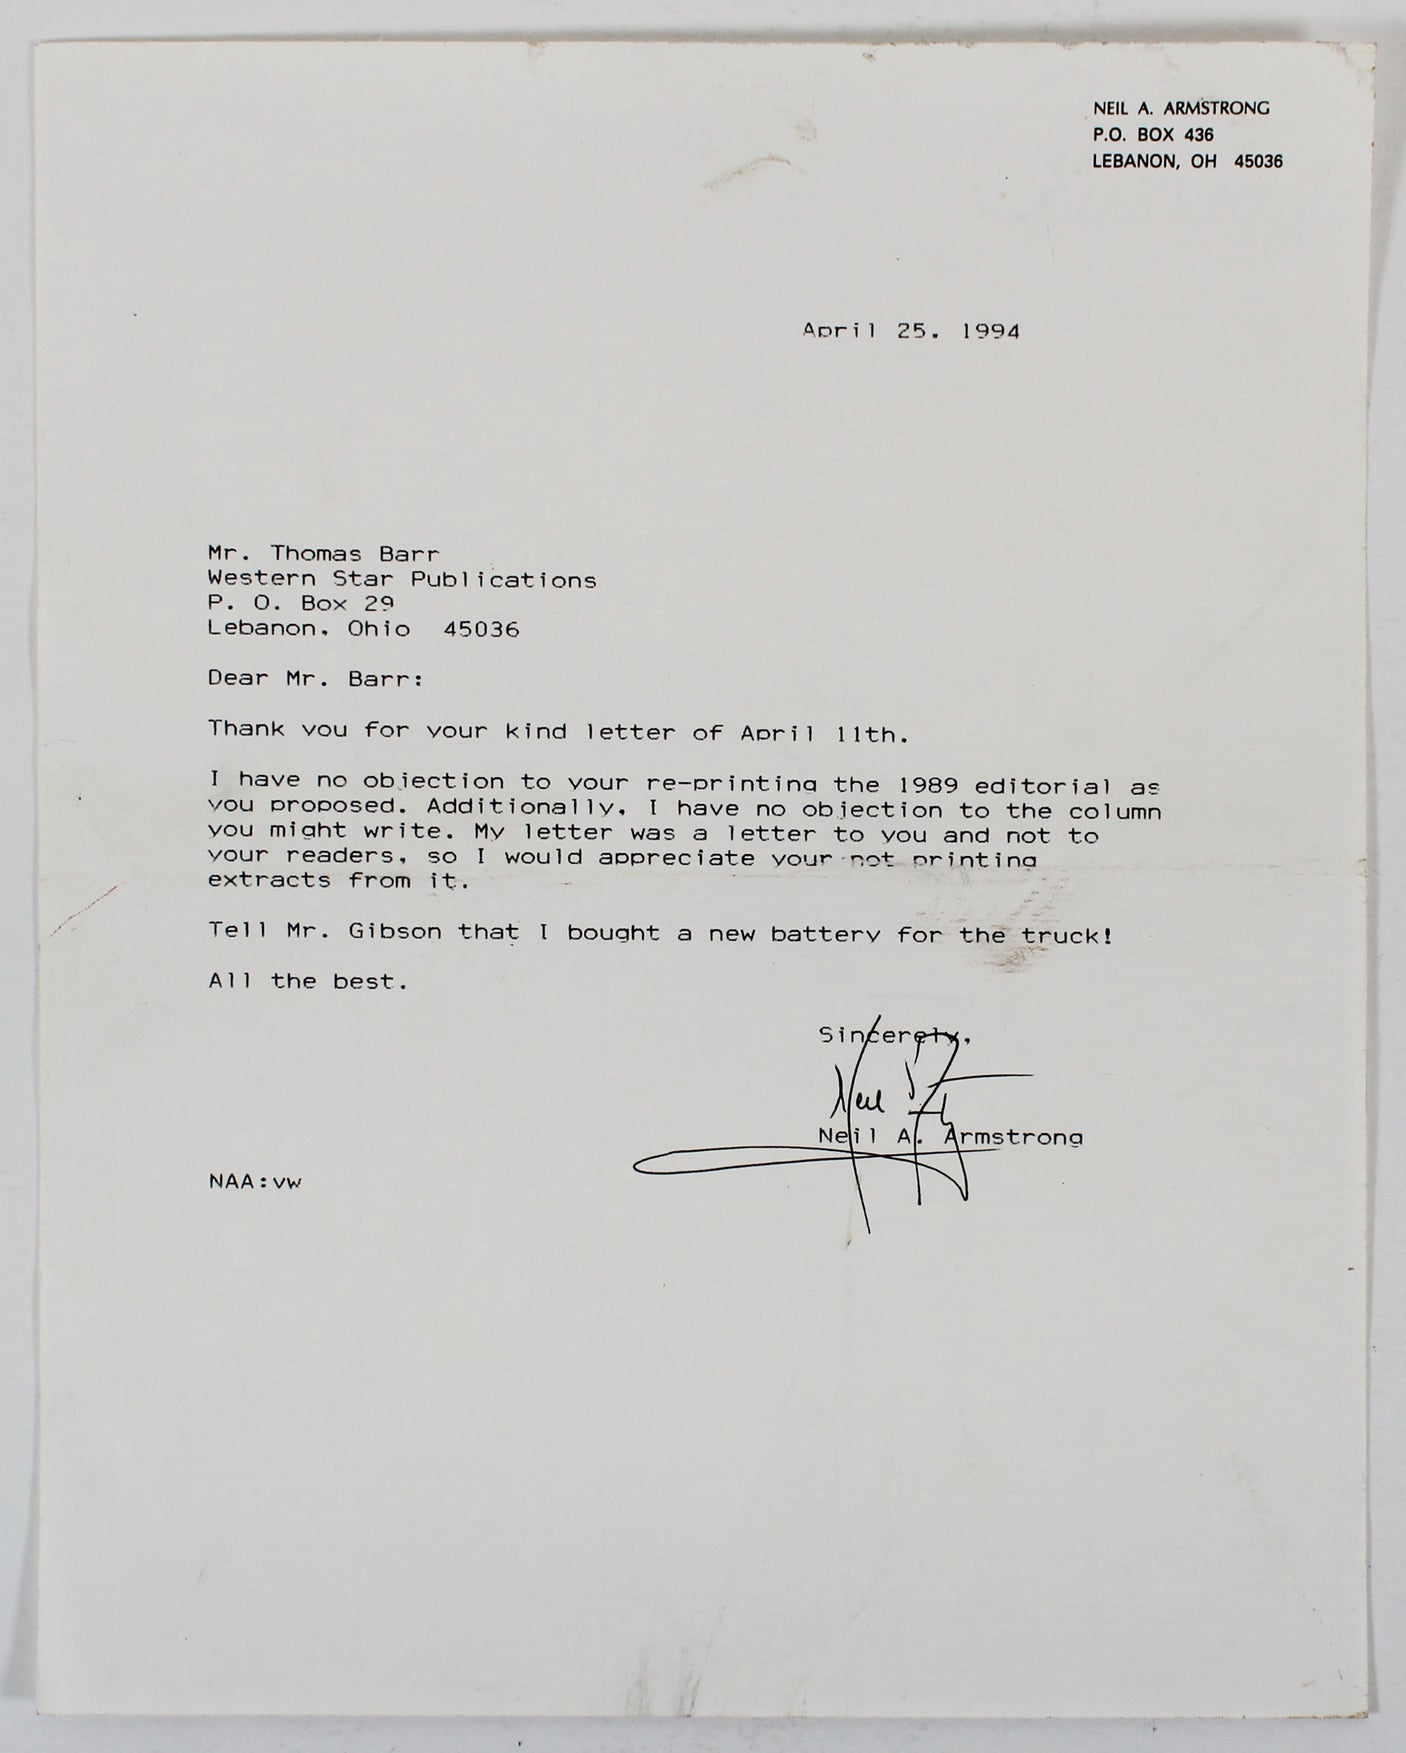 NEIL A. ARMSTRONG
P.O. BOX 436
LEBANON, OH 45036
April 25, 1994
Mr. Thomas Barr
Western Star Publications
P. O. Box 29
Lebanon, Ohio 45036
Dear Mr. Barr:
Thank you for your kind letter of April 11th.
I have no objection to your re-printing the 1989 editorial as
you proposed. Additionally, I have no objection to the column
you might write. My letter was a letter to you and not to
your readers, so I would appreciate your not printing
extracts from it.
Tell Mr. Gibson that I bought a new battery for the truck!
All the best.
Sincerely,
Neil A. Armstrong
NAA:vw